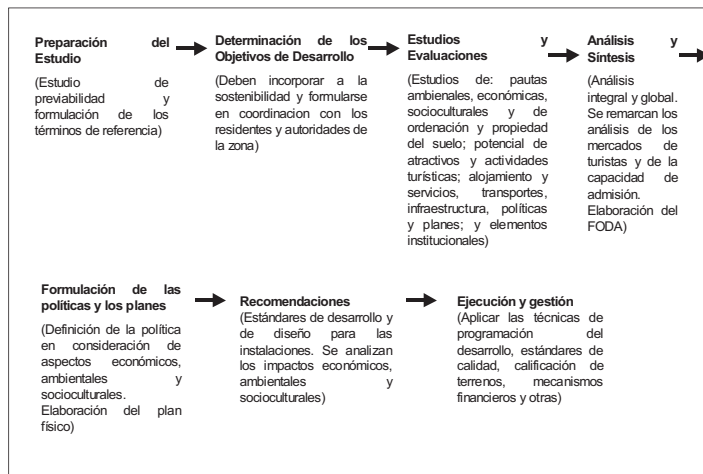 Preparación del
Estudio
(Estudio de
previabilidad y
formulación de los
términos de referencia)
Determinación de los
Objetivos de Desarrollo
(Deben incorporar a la
sostenibilidad y formularse
en coordinacion con los
residentes y autoridades de
la zona)
Estudios y
Evaluaciones
(Estudios de: pautas
ambienales, económicas,
socioculturales y de
ordenación y propiedad
del suelo; potencial de
atractivos y actividades
turísticas; alojamiento y
servicios, transportes,
infraestructura, políticas
y planes; y elementos
institucionales)
Análisis y
Síntesis
(Análisis
integral y global.
Se remarcan los
análisis de los
mercados de
turistas y de la
capacidad de
admisión.
Elaboración del
FODA)
Formulación de las
políticas y los planes
(Definición de la política
en consideración de
aspectos económicos,
ambientales y
socioculturales.
Elaboración del plan
físico)
Recomendaciones
(Estándares de desarrollo y
de diseño para las
instalaciones. Se analizan
los impactos económicos,
ambientales y
socioculturales)
Ejecución y gestión
(Aplicar las técnicas de
programación del
desarrollo, estándares de
calidad, calificación de
terrenos, mecanismos
financieros y otras)